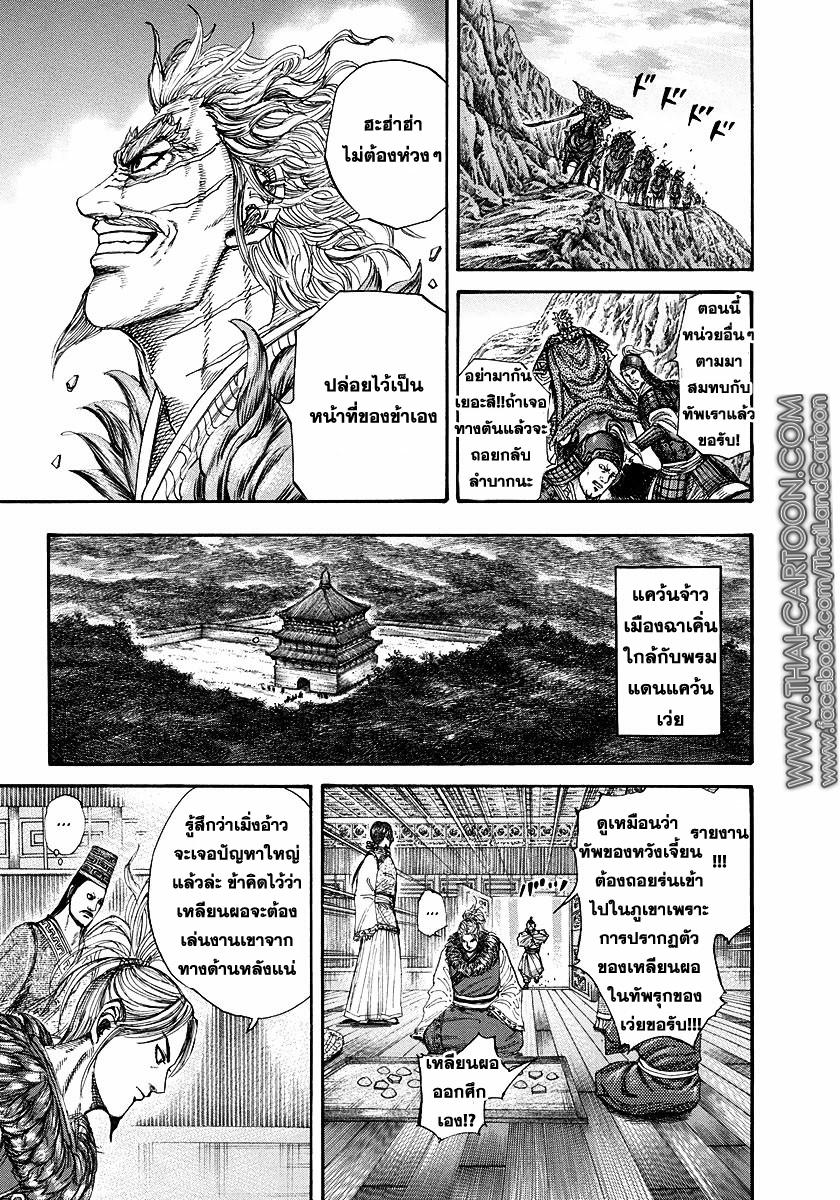 ドドドド
ตอนนี้
หน่วยอื่นๆ
ตามมา
สมทบกับ
ทัพเราแล้ว
ขอรับ!
อย่ามากัน
เยอะสิ!!ถ้าเจอ
ทางตันแล้วจะ
ถอยกลับ
ลำบากนะ
ฮะฮ่าฮ่า
ไม่ต้องห่วงๆ
ปล่อยไว้เป็น
หน้าที่ของข้าเอง
แคว้นจ้าว
เมืองฉาเคิ่น
ใกล้กับพรม
แดนแคว้น
เว่ย
รายงาน
!!!
ดูเหมือนว่า
ทัพของหวังเจี้ยน
ต้องถอยร่นเข้า
ไปในภูเขาเพราะ
การปรากฏตัว
ของเหลียนผอ
ในทัพรุกของ
เว่ยขอรับ!!!
...
...
เหลียนผอ
ออกศึก
เอง!?
รู้สึกว่าเมิ่งอ้าว
จะเจอปัญหาใหญ่
แล้วล่ะ ข้าคิดไว้ว่า
เหลียนผอจะต้อง
เล่นงานเขาจาก
ทางด้านหลังแน่
...
WWW.THAI-CARTOON.COM
www.facebook.com/ThaiLandCartoon